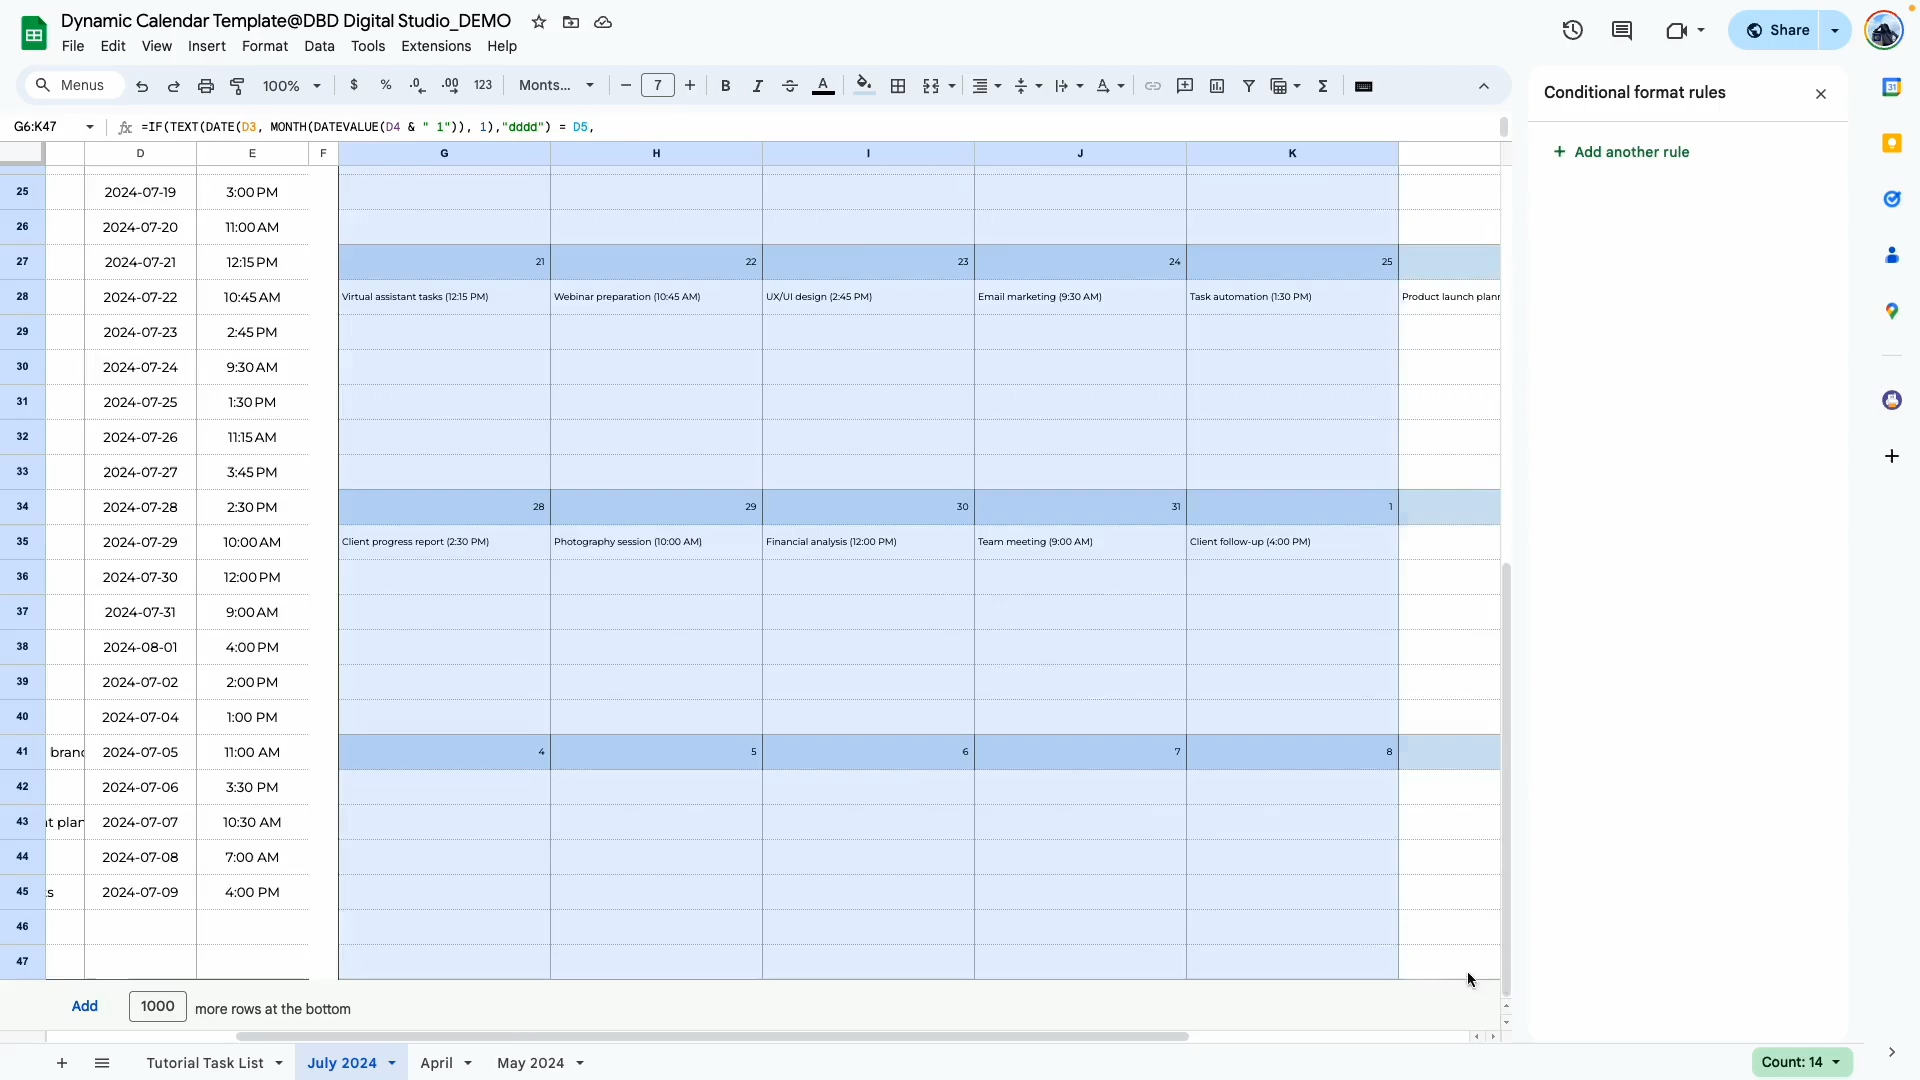 Dynamic Calendar Template@DBD Digital Studio_DEMO
File Edit View Insert Format Data Tools Extensions Help
Share
Menus 100% $ % .0 .00 123 Monts... 7 B I A
G6:K47 fx =IF(TEXT(DATE(D3, MONTH(DATEVALUE(D4 & " 1")), 1),"dddd") = D5,
D E F G H I J K
25 2024-07-19 3:00 PM
26 2024-07-20 11:00 AM
27 2024-07-21 12:15 PM 21 22 23 24 25
28 2024-07-22 10:45 AM Virtual assistant tasks (12:15 PM) Webinar preparation (10:45 AM) UX/UI design (2:45 PM) Email marketing (9:30 AM) Task automation (1:30 PM) Product launch plann
29 2024-07-23 2:45 PM
30 2024-07-24 9:30 AM
31 2024-07-25 1:30 PM
32 2024-07-26 11:15 AM
33 2024-07-27 3:45 PM
34 2024-07-28 2:30 PM 28 29 30 31 1
35 2024-07-29 10:00 AM Client progress report (2:30 PM) Photography session (10:00 AM) Financial analysis (12:00 PM) Team meeting (9:00 AM) Client follow-up (4:00 PM)
36 2024-07-30 12:00 PM
37 2024-07-31 9:00 AM
38 2024-08-01 4:00 PM
39 2024-07-02 2:00 PM
40 2024-07-04 1:00 PM
41 branc 2024-07-05 11:00 AM 4 5 6 7 8
42 2024-07-06 3:30 PM
43 it plan 2024-07-07 10:30 AM
44 2024-07-08 7:00 AM
45 ts 2024-07-09 4:00 PM
46
47
Add 1000 more rows at the bottom
Tutorial Task List July 2024 April May 2024
Count: 14
Conditional format rules
Add another rule
31